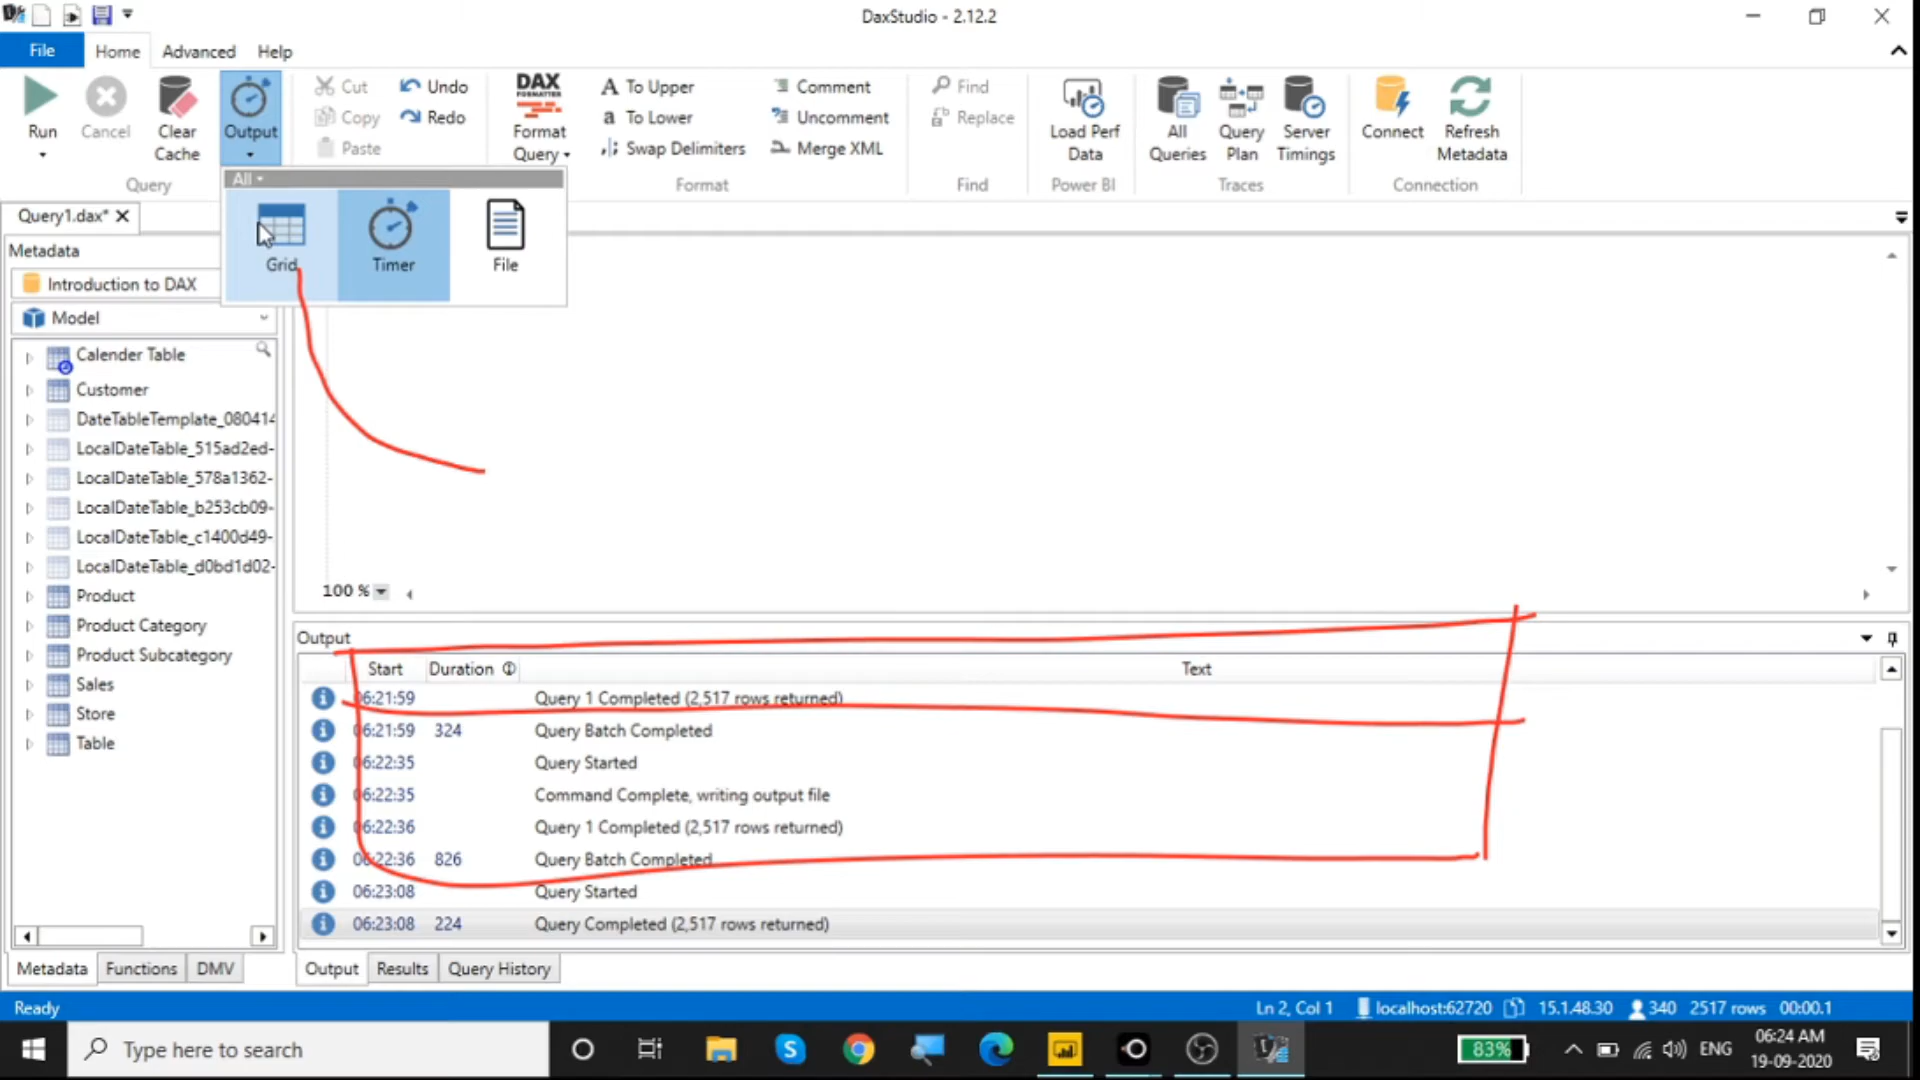 DaxStudio - 2.12.2
File Home Advanced Help
Run Cancel Clear Cache Output
Cut Copy Paste Undo Redo
DAX FORMATTER Format Query
To Upper To Lower Swap Delimiters
Comment Uncomment Merge XML
Find Replace
Load Perf Data
All Queries Query Plan Server Timings
Connect Refresh Metadata
Query Format Find Power BI Traces Connection
All
Grid Timer File
Query1.dax*
Metadata
Introduction to DAX
Model
Calender Table
Customer
DateTableTemplate_080414
LocalDateTable_515ad2ed-
LocalDateTable_578a1362-
LocalDateTable_b253cb09-
LocalDateTable_c1400d49-
LocalDateTable_d0bd1d02-
Product
Product Category
Product Subcategory
Sales
Store
Table
100 %
Output
Start Duration Text
06:21:59 Query 1 Completed (2,517 rows returned)
06:21:59 324 Query Batch Completed
06:22:35 Query Started
06:22:35 Command Complete, writing output file
06:22:36 Query 1 Completed (2,517 rows returned)
06:22:36 826 Query Batch Completed
06:23:08 Query Started
06:23:08 224 Query Completed (2,517 rows returned)
Metadata Functions DMV
Output Results Query History
Ready Ln 2, Col 1 localhost:62720 15.1.48.30 340 2517 rows 00:00.1
Type here to search
83% ENG 06:24 AM
19-09-2020